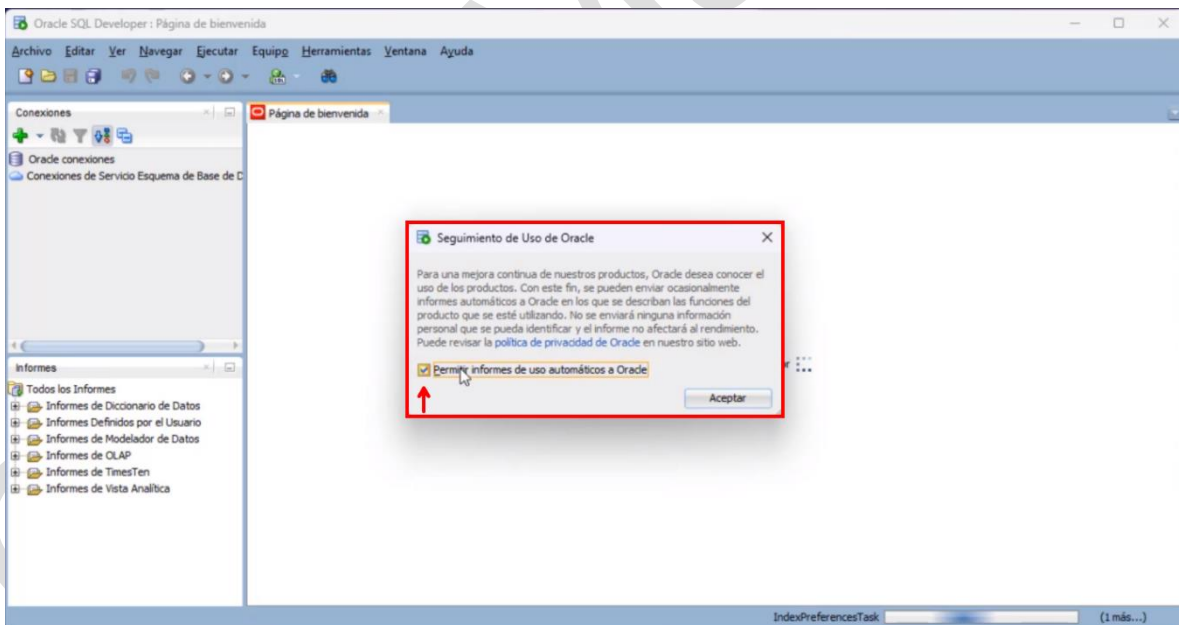 Oracle SQL Developer : Página de bienvenida
Archivo Editar Ver Navegar Ejecutar Equipo Herramientas Ventana Ayuda
Conexiones
Página de bienvenida
Oracle conexiones
Conexiones de Servicio Esquema de Base de D
Seguimiento de Uso de Oracle
Para una mejora continua de nuestros productos, Oracle desea conocer el
uso de los productos. Con este fin, se pueden enviar ocasionalmente
informes automáticos a Oracle en los que se describan las funciones del
producto que se esté utilizando. No se enviará ninguna información
personal que se pueda identificar y el informe no afectará al rendimiento.
Puede revisar la política de privacidad de Oracle en nuestro sitio web.
Permitir informes de uso automáticos a Oracle
Aceptar
Informes
Todos los Informes
Informes de Diccionario de Datos
Informes Definidos por el Usuario
Informes de Modelador de Datos
Informes de OLAP
Informes de TimesTen
Informes de Vista Analítica
IndexPreferencesTask
(1 más...)